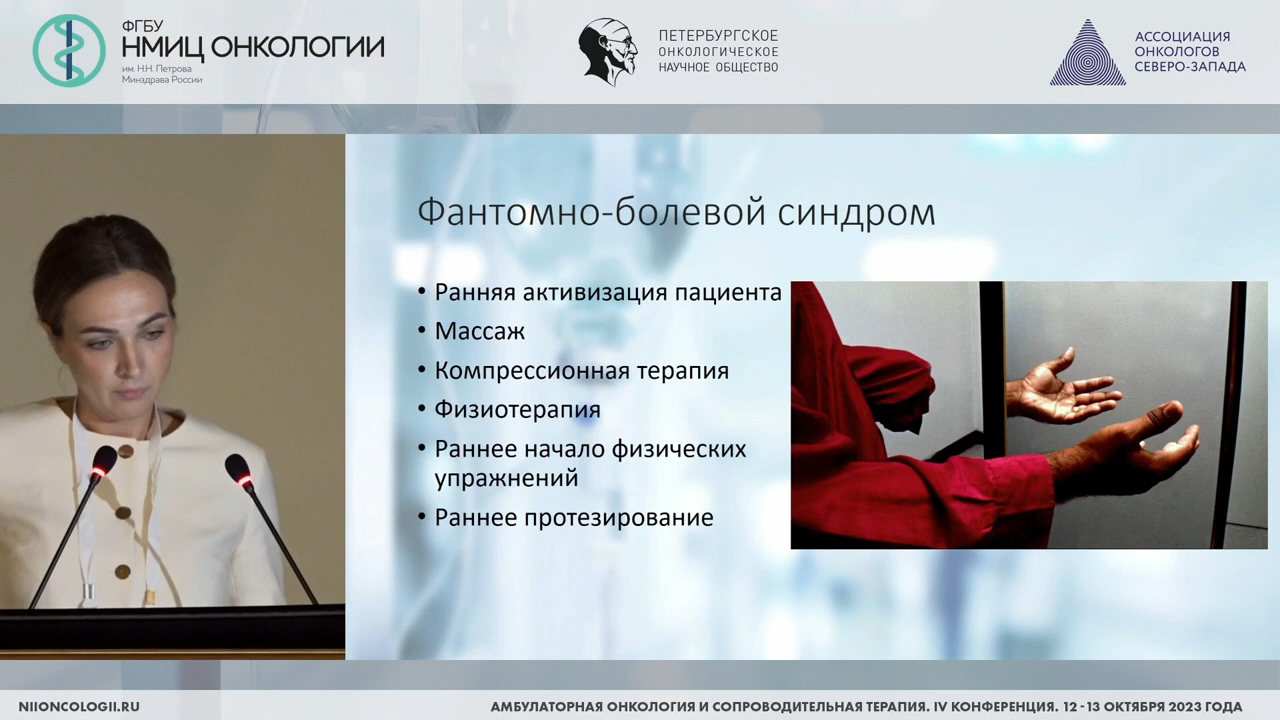 ФГБУ
НМИЦ ОНКОЛОГИИ
им. Н.Н. Петрова
Минздрава России
ПЕТЕРБУРГСКОЕ
ОНКОЛОГИЧЕСКОЕ
НАУЧНОЕ ОБЩЕСТВО
АССОЦИАЦИЯ
ОНКОЛОГОВ
СЕВЕРО-ЗАПАДА
Фантомно-болевой синдром
• Ранняя активизация пациента
• Массаж
• Компрессионная терапия
• Физиотерапия
• Раннее начало физических
упражнений
• Раннее протезирование
NIIONCOLOGII.RU
АМБУЛАТОРНАЯ ОНКОЛОГИЯ И СОПРОВОДИТЕЛЬНАЯ ТЕРАПИЯ. IV КОНФЕРЕНЦИЯ. 12 - 13 ОКТЯБРЯ 2023 ГОДА